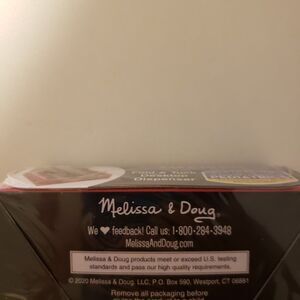 Desktop
Dispenser
Melissa & Doug®
We ❤ feedback! Call us: 1-800-284-3948
MelissaAndDoug.com
Melissa & Doug products meet or exceed U.S. testing
standards and pass our high quality requirements.
© 2020 Melissa & Doug, LLC, P.O. Box 590, Westport, CT 06881
Remove all packaging before